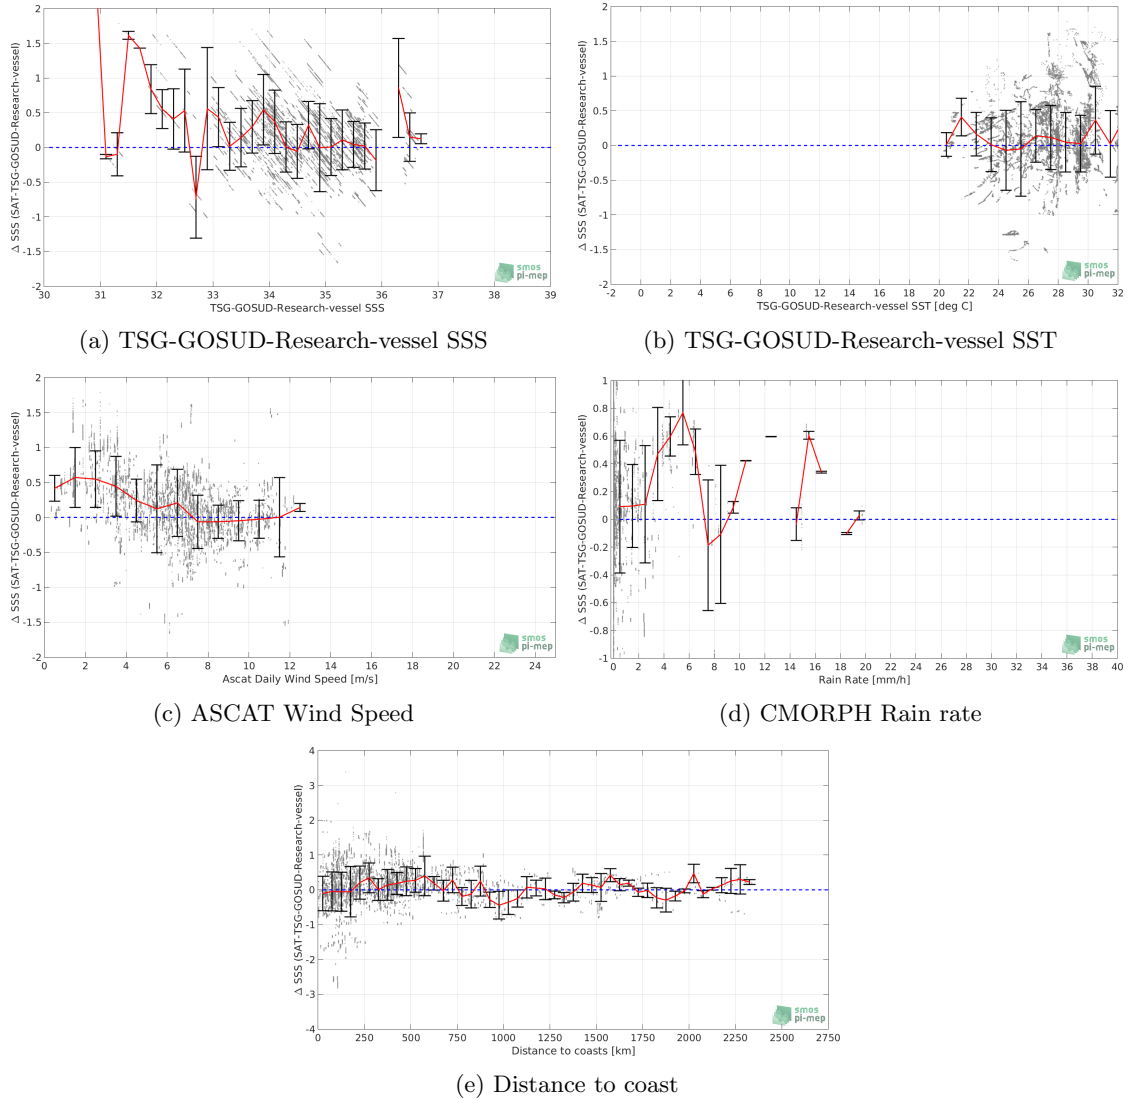 Δ SSS (SAT-TSG-GOSUD-Research-vessel)
2
1.5
1
0.5
0
-0.5
-1
-1.5
-2
30 31 32 33 34 35 36 37 38 39
TSG-GOSUD-Research-vessel SSS
smos
pi-mep
(a) TSG-GOSUD-Research-vessel SSS
Δ SSS (SAT-TSG-GOSUD-Research-vessel)
2
1.5
1
0.5
0
0.5
-1
-1.5
-2
-2 0 2 4 6 8 10 12 14 16 18 20 22 24 26 28 30 32
TSG-GOSUD-Research-vessel SST [deg C]
smos
pi-mep
(b) TSG-GOSUD-Research-vessel SST
Δ SSS (SAT-TSG-GOSUD-Research-vessel)
2
1.5
1
0.5
0
-0.5
-1
-1.5
-2
0 2 4 6 8 10 12 14 16 18 20 22 24
Ascat Daily Wind Speed [m/s]
smos
pi-mep
(c) ASCAT Wind Speed
Δ SSS (SAT-TSG-GOSUD-Research-vessel)
1
0.8
0.6
0.4
0.2
0
-0.2
-0.4
-0.6
-0.8
-1
0 2 4 6 8 10 12 14 16 18 20 22 24 26 28 30 32 34 36 38 40
Rain Rate [mm/h]
smos
pi-mep
(d) CMORPH Rain rate
Δ SSS (SAT-TSG-GOSUD-Research-vessel)
4
3
2
1
0
-1
-2
-3
-4
0 250 500 750 1000 1250 1500 1750 2000 2250 2500 2750
Distance to coasts [km]
smos
pi-mep
(e) Distance to coast